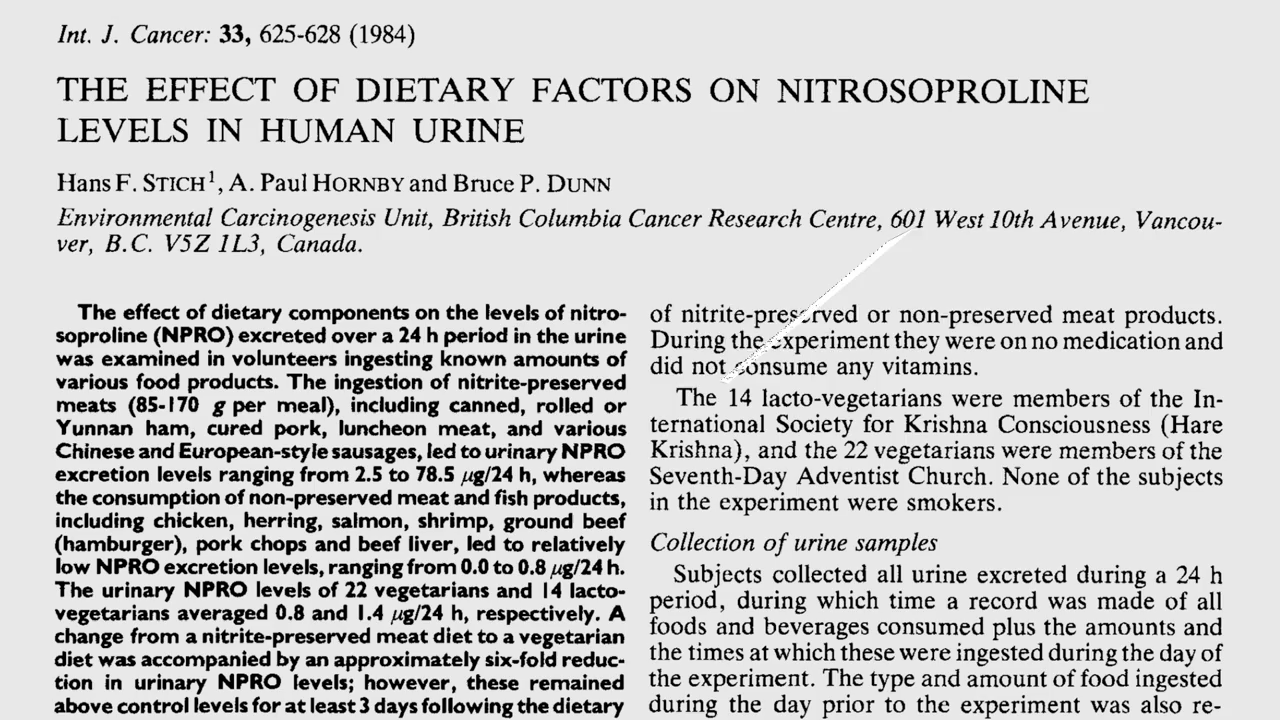 Int. J. Cancer: 33, 625-628 (1984)
THE EFFECT OF DIETARY FACTORS ON NITROSOPROLINE
LEVELS IN HUMAN URINE
Hans F. STICH1, A. Paul HORNBY and Bruce P. DUNN
Environmental Carcinogenesis Unit, British Columbia Cancer Research Centre, 601 West 10th Avenue, Vancou-
ver, B.C. V5Z 1L3, Canada.
The effect of dietary components on the levels of nitro-
soproline (NPRO) excreted over a 24 h period in the urine
was examined in volunteers ingesting known amounts of
various food products. The ingestion of nitrite-preserved
meats (85-170 g per meal), including canned, rolled or
Yunnan ham, cured pork, luncheon meat, and various
Chinese and European-style sausages, led to urinary NPRO
excretion levels ranging from 2.5 to 78.5 μg/24 h, whereas
the consumption of non-preserved meat and fish products,
including chicken, herring, salmon, shrimp, ground beef
(hamburger), pork chops and beef liver, led to relatively
low NPRO excretion levels, ranging from 0.0 to 0.8 μg/24 h.
The urinary NPRO levels of 22 vegetarians and 14 lacto-
vegetarians averaged 0.8 and 1.4 μg/24 h, respectively. A
change from a nitrite-preserved meat diet to a vegetarian
diet was accompanied by an approximately six-fold reduc-
tion in urinary NPRO levels; however, these remained
above control levels for at least 3 days following the dietary
of nitrite-preserved or non-preserved meat products.
During the experiment they were on no medication and
did not consume any vitamins.
The 14 lacto-vegetarians were members of the In-
ternational Society for Krishna Consciousness (Hare
Krishna), and the 22 vegetarians were members of the
Seventh-Day Adventist Church. None of the subjects
in the experiment were smokers.
Collection of urine samples
Subjects collected all urine excreted during a 24 h
period, during which time a record was made of all
foods and beverages consumed plus the amounts and
the times at which these were ingested during the day of
the experiment. The type and amount of food ingested
during the day prior to the experiment was also re-